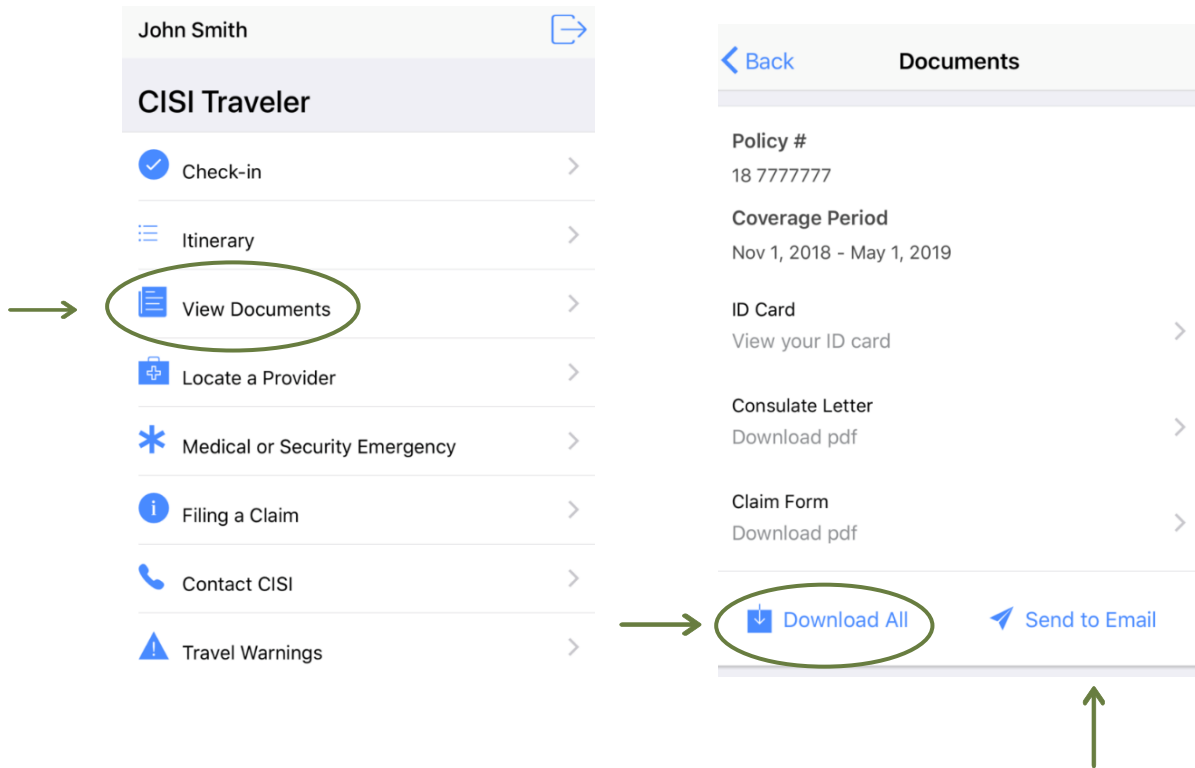 John Smith
CISI Traveler
Check-in
Itinerary
View Documents
Locate a Provider
Medical or Security Emergency
Filing a Claim
Contact CISI
Travel Warnings
Back
Documents
Policy #
18 7777777
Coverage Period
Nov 1, 2018 - May 1, 2019
ID Card
View your ID card
Consulate Letter
Download pdf
Claim Form
Download pdf
Download All
Send to Email